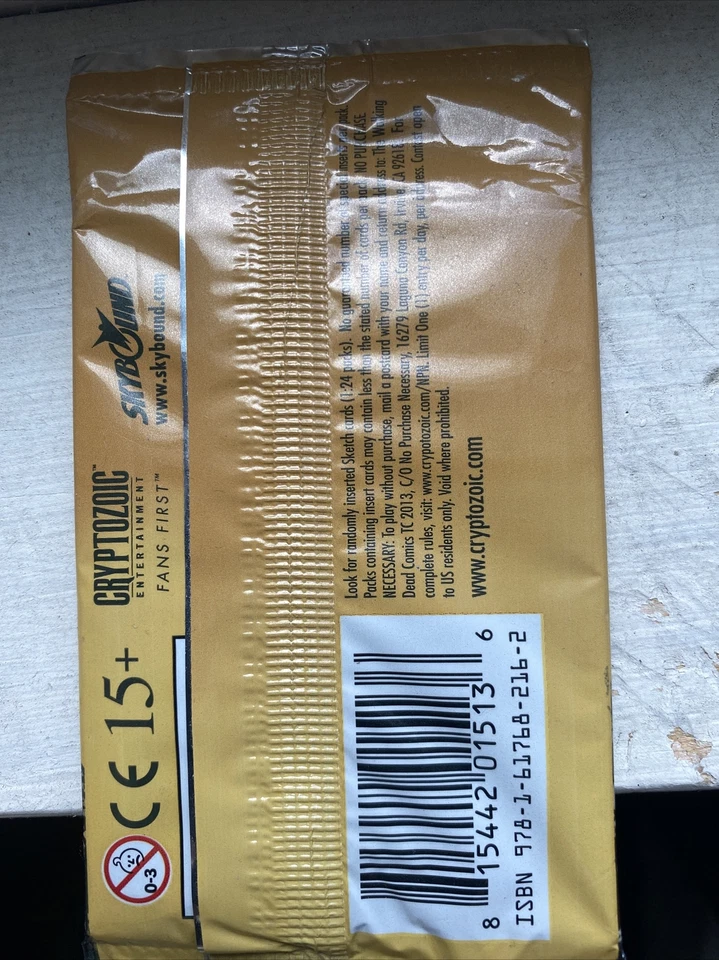 SKYBOUND
www.skybound.com
CRYPTOZOIC™
ENTERTAINMENT
FANS FIRST™
CE 15+
0-3
Look for randomly inserted Sketch cards (1:24 packs). No guaranteed number of special inserts per pack.
Packs containing insert cards may contain less than the stated number of cards per pack. NO PURCHASE
NECESSARY: To play without purchase, mail a postcard with your name and return address to: The Walking
Dead Comics TC 2013, C/O No Purchase Necessary, 16279 Laguna Canyon Rd, Irvine, CA 92618. For
complete rules, visit: www.crypotozoic.com/NPN. Limit One (1) entry per day, per address. Contest open
to US residents only. Void where prohibited.
www.cryptozoic.com
8 15442 01513 6
ISBN 978-1-61768-216-2